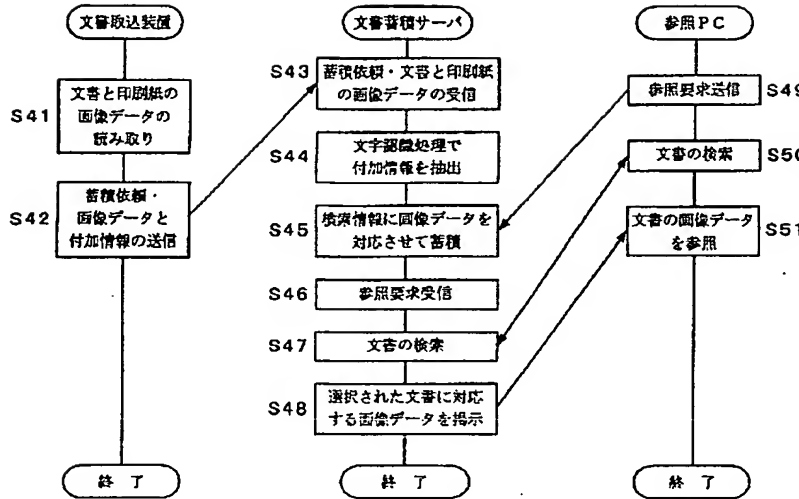 文書取込装置
S41
文書と印刷紙の
画像データの
読み取り
S42
蓄積依頼・
画像データと
付加情報の送信
終 了
文書蓄積サーバ
S43
蓄積依頼・文書と印刷紙
の画像データの受信
S44
文字認識処理で
付加情報を抽出
S45
検索情報に画像データを
対応させて蓄積
S46
参照要求受信
S47
文書の検索
S48
選択された文書に対応
する画像データを掲示
終 了
参照PC
参照要求送信
S49
文書の検索
S50
文書の画像データ
を参照
S51
終 了